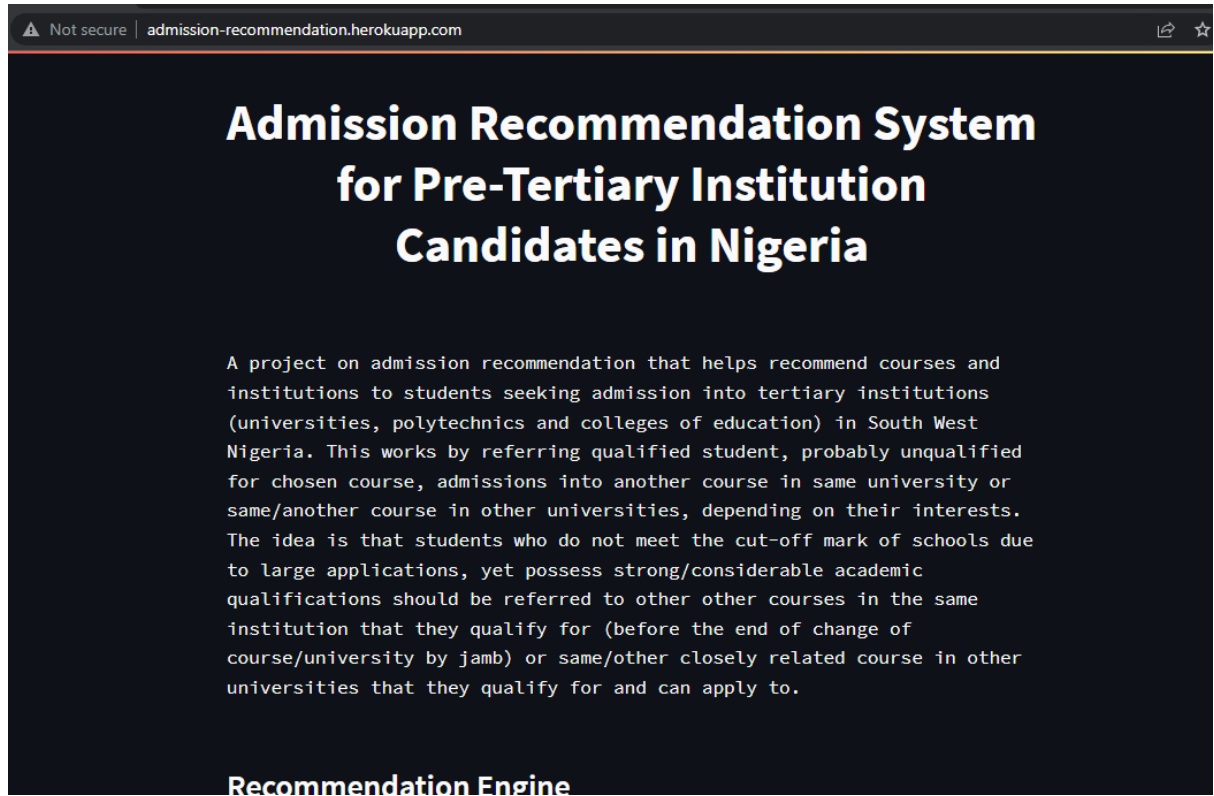 Not secure admission-recommendation.herokuapp.com
Admission Recommendation System
for Pre-Tertiary Institution
Candidates in Nigeria
A project on admission recommendation that helps recommend courses and
institutions to students seeking admission into tertiary institutions
(universities, polytechnics and colleges of education) in South West
Nigeria. This works by referring qualified student, probably unqualified
for chosen course, admissions into another course in same university or
same/another course in other universities, depending on their interests.
The idea is that students who do not meet the cut-off mark of schools due
to large applications, yet possess strong/considerable academic
qualifications should be referred to other other courses in the same
institution that they qualify for (before the end of change of
course/university by jamb) or same/other closely related course in other
universities that they qualify for and can apply to.
Recommendation Engine